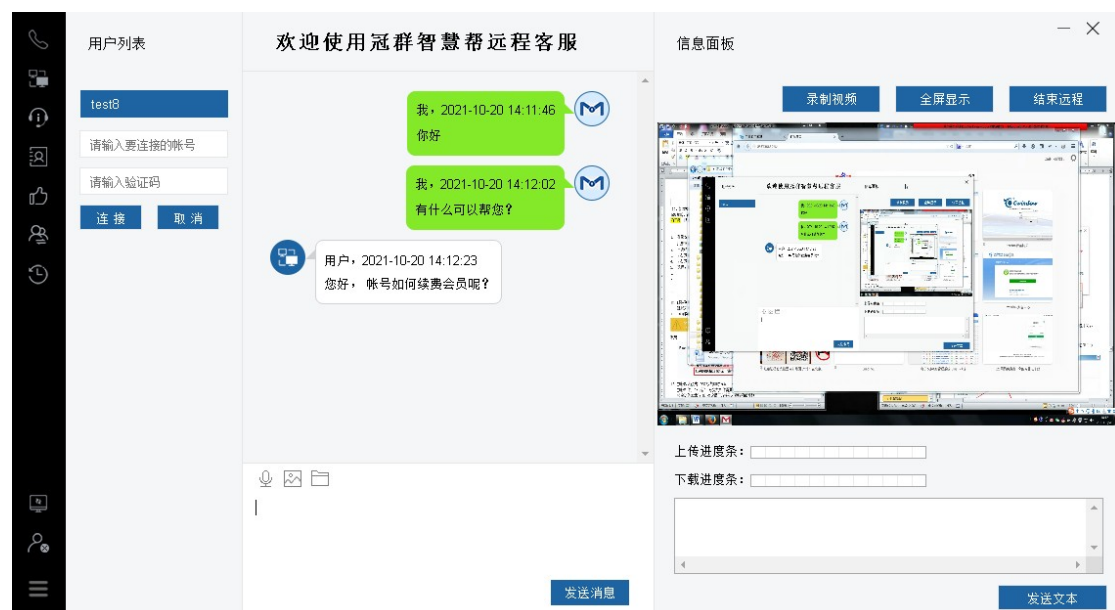 用户列表
test8
请输入要连接的帐号
请输入验证码
连 接
取 消
欢迎使用冠群智慧帮远程客服
我，2021-10-20 14:11:46
你好
我，2021-10-20 14:12:02
有什么可以帮您?
用户，2021-10-20 14:12:23
您好， 帐号如何续费会员呢?
发送消息
信息面板
录制视频
全屏显示
结束远程
上传进度条：
下载进度条：
发送文本